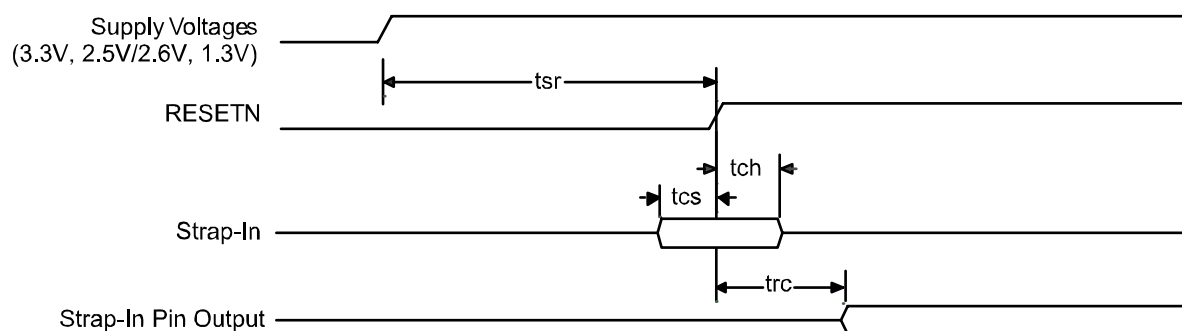 Supply Voltages
(3.3V, 2.5V/2.6V, 1.3V)
tsr
RESETN
tch
tcs
Strap-In
trc
Strap-In Pin Output